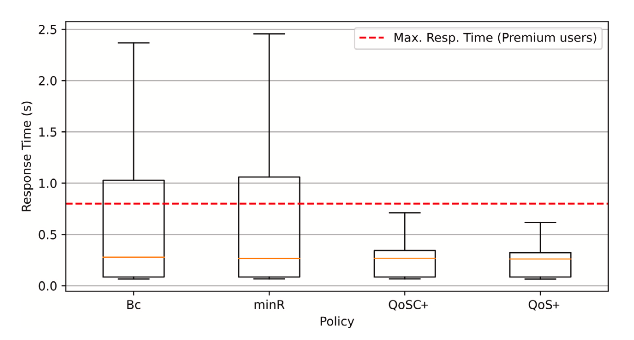 2.5
Max. Resp. Time (Premium users)
2.0
1.5
1.0
0.5
0.0
Response Time (s)
Bc minR QoSC+ QoS+
Policy